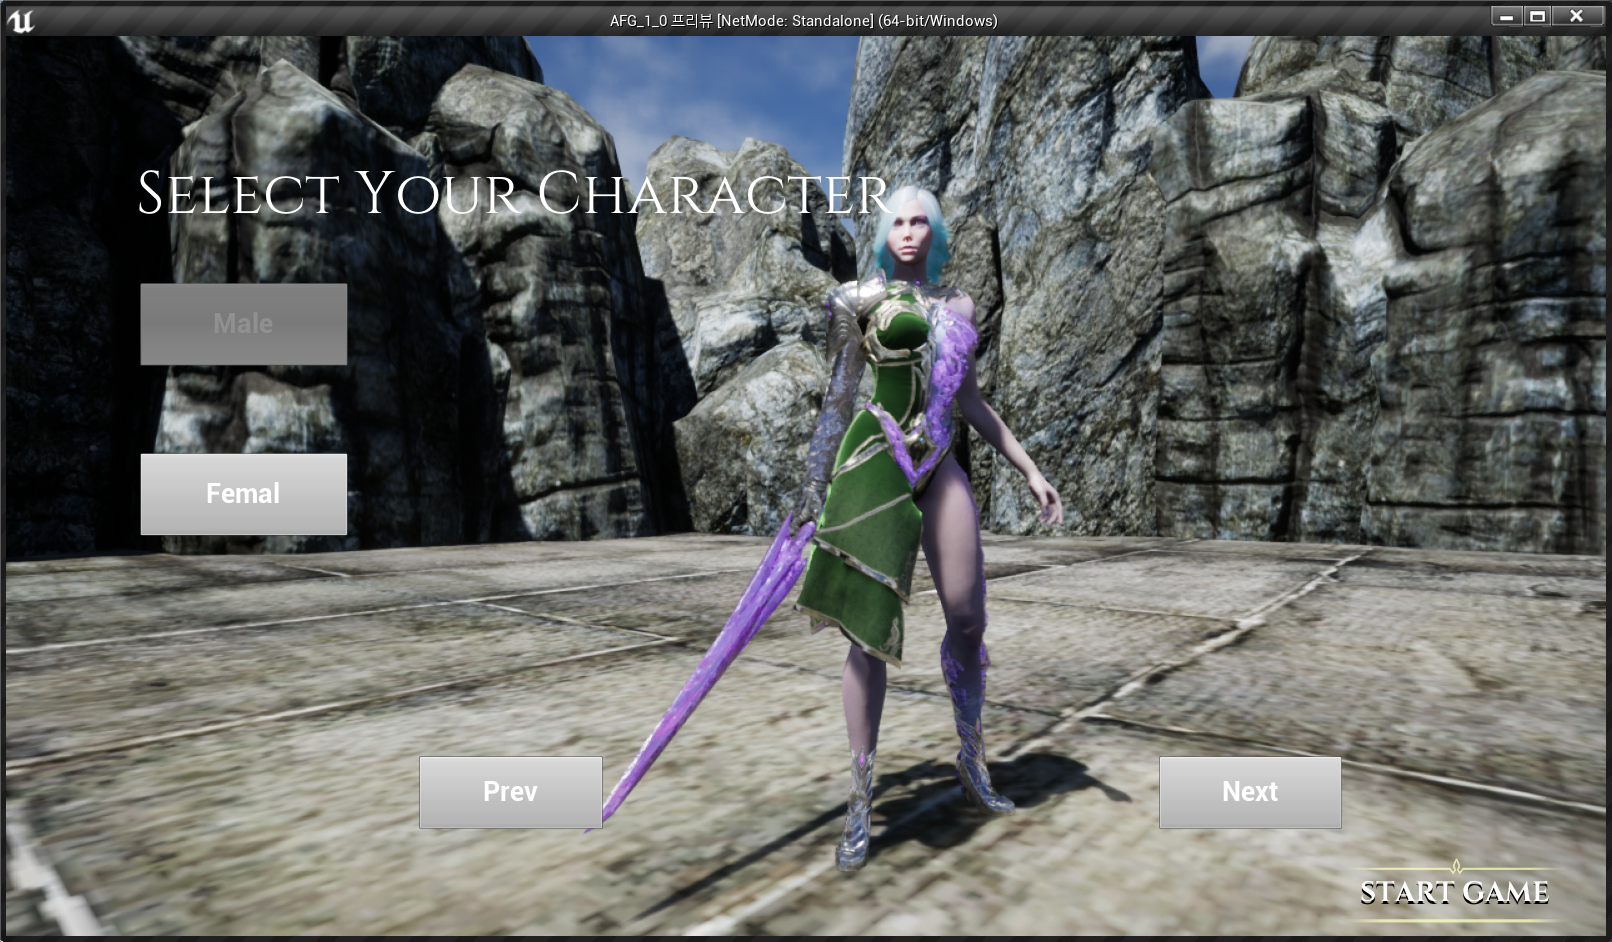 AFG_1_0 프리뷰 [NetMode: Standalone] (64-bit/Windows)
SELECT YOUR CHARACTER
Male
Femal
Prev
Next
START GAME